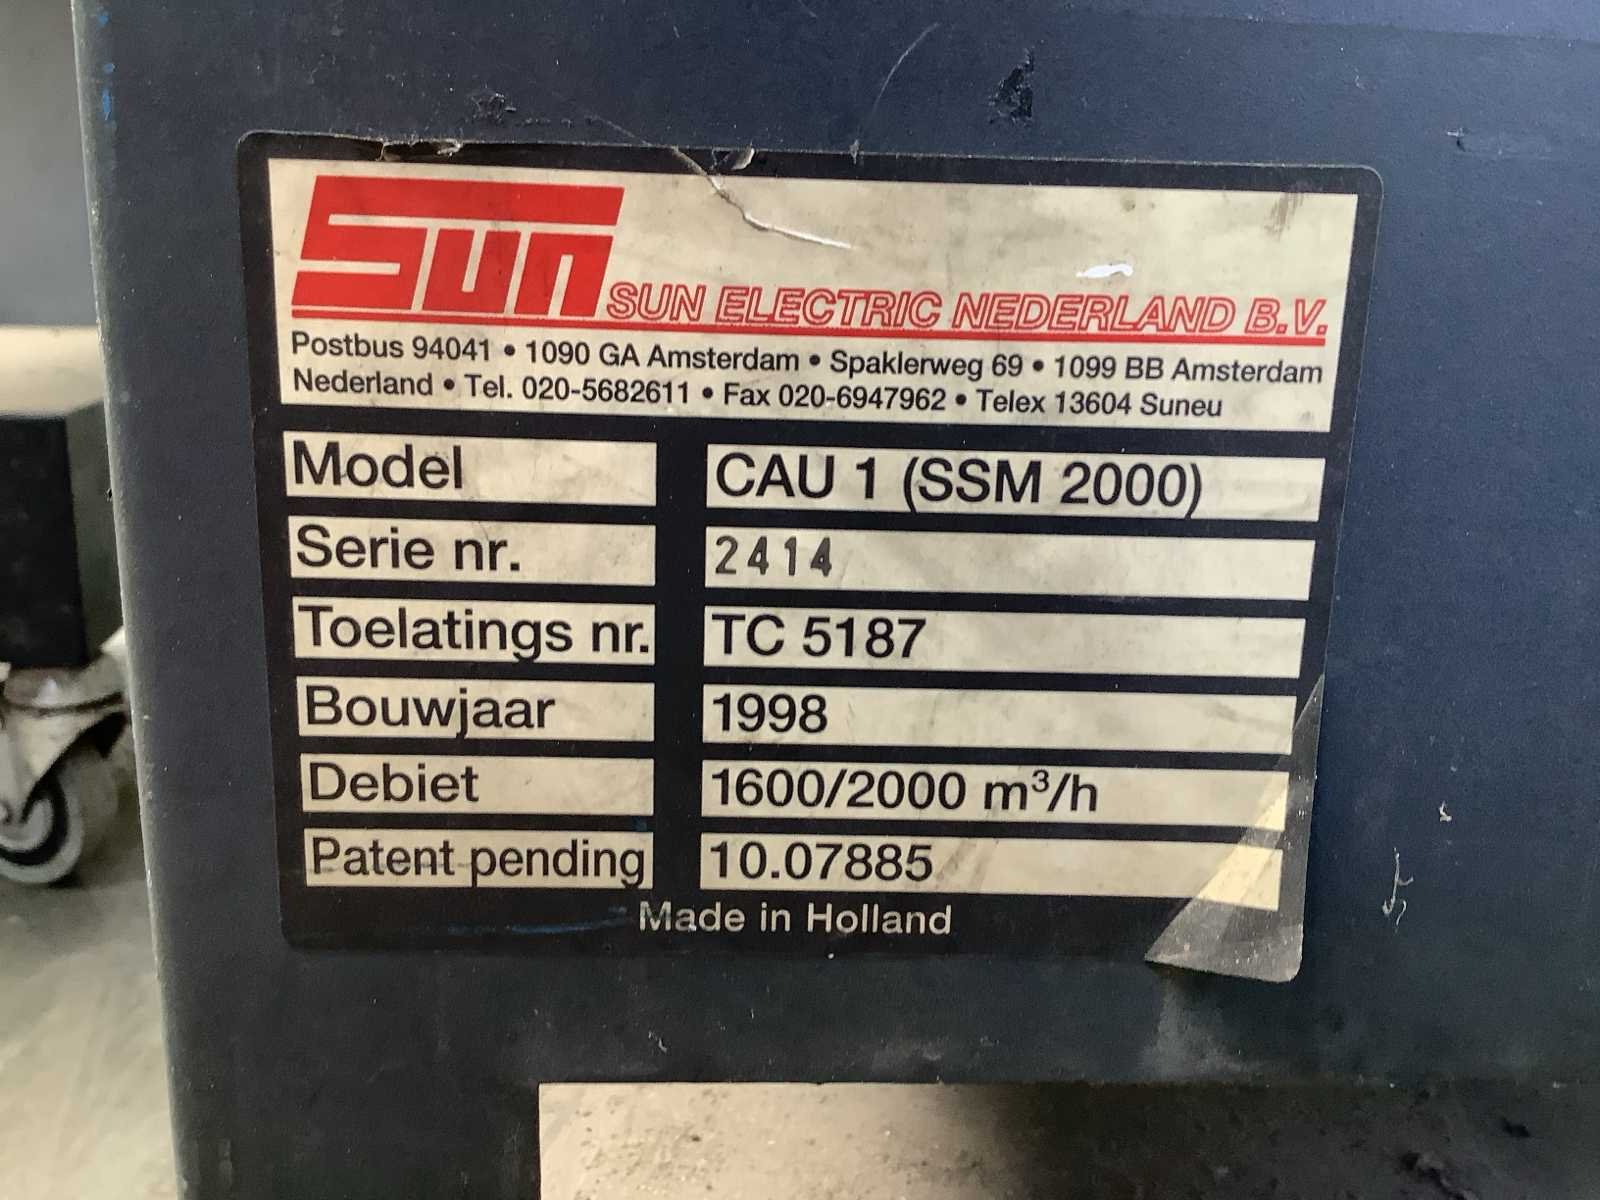 Sun
SUN ELECTRIC NEDERLAND B.V.
Postbus 94041 • 1090 GA Amsterdam • Spaklerweg 69 • 1099 BB Amsterdam
Nederland • Tel. 020-5682611 • Fax 020-6947962 • Telex 13604 Suneu
Model CAU 1 (SSM 2000)
Serie nr. 2414
Toelatings nr. TC 5187
Bouwjaar 1998
Debiet 1600/2000 m³/h
Patent pending 10.07885
Made in Holland